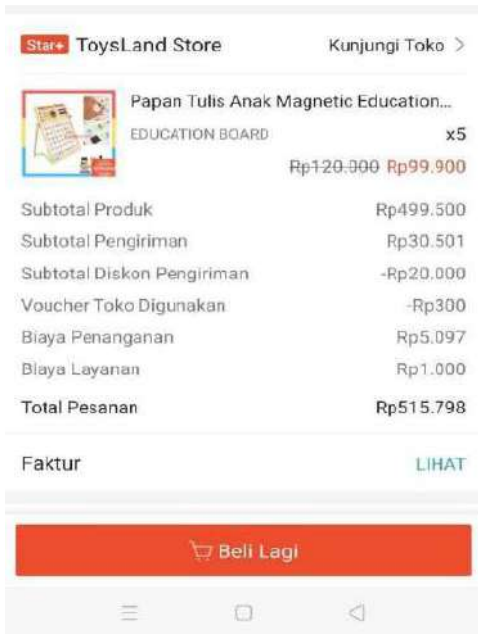 Star+ ToysLand Store Kunjungi Toko >
Papan Tulis Anak Magnetic Education...
EDUCATION BOARD x5
Rp120.000 Rp99.900
Subtotal Produk Rp499.500
Subtotal Pengiriman Rp30.501
Subtotal Diskon Pengiriman -Rp20.000
Voucher Toko Digunakan -Rp300
Biaya Penanganan Rp5.097
Biaya Layanan Rp1.000
Total Pesanan Rp515.798
Faktur LIHAT
Beli Lagi